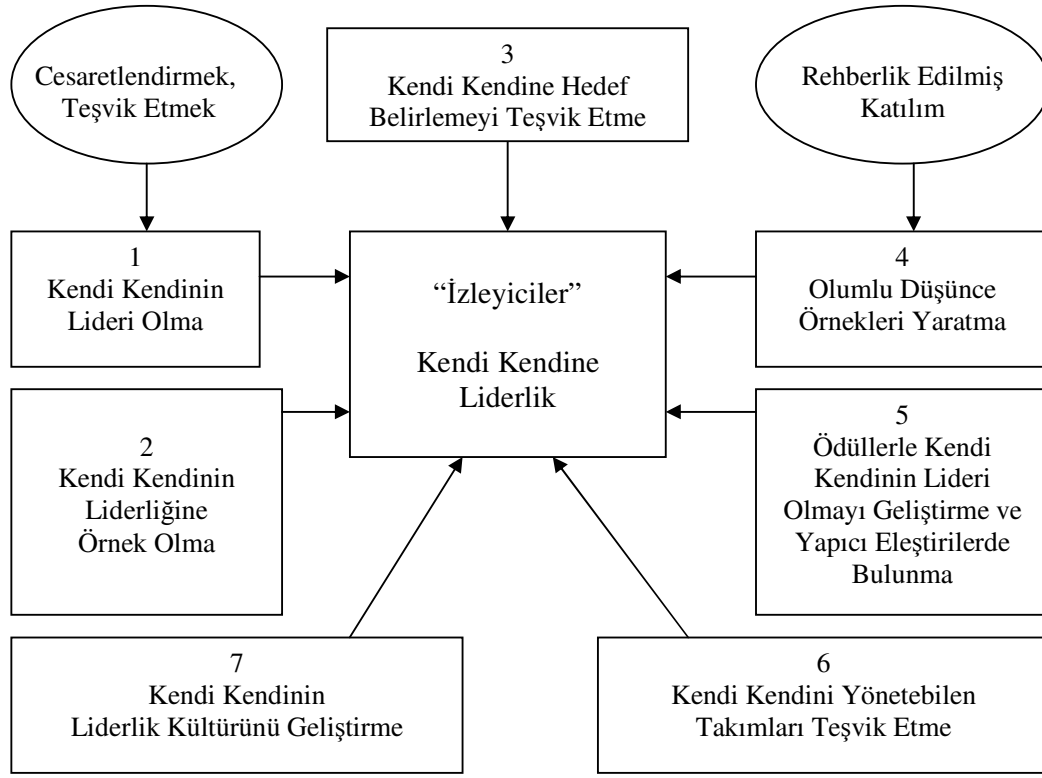 Cesaretlendirmek,
Teşvik Etmek
3
Kendi Kendine Hedef
Belirlemeyi Teşvik Etme
Rehberlik Edilmiş
Katılım
1
Kendi Kendinin
Lideri Olma
“İzleyiciler”
Kendi Kendine
Liderlik
4
Olumlu Düşünce
Örnekleri Yaratma
2
Kendi Kendinin
Liderliğine
Örnek Olma
5
Ödüllerle Kendi
Kendinin Lideri
Olmayı Geliştirme ve
Yapıcı Eleştirilerde
Bulunma
7
Kendi Kendinin
Liderlik Kültürünü Geliştirme
6
Kendi Kendini Yönetebilen
Takımları Teşvik Etme